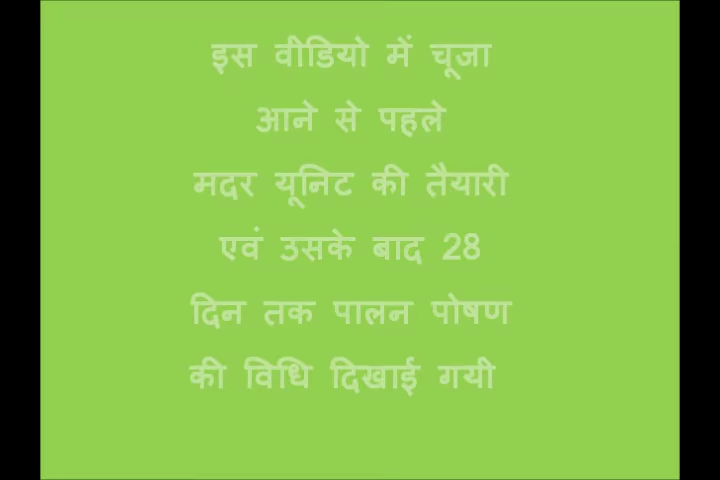 इस वीडियो में चूजा
आने से पहले
मदर यूनिट की तैयारी
एवं उसके बाद 28
दिन तक पालन पोषण
की विधि दिखाई गयी